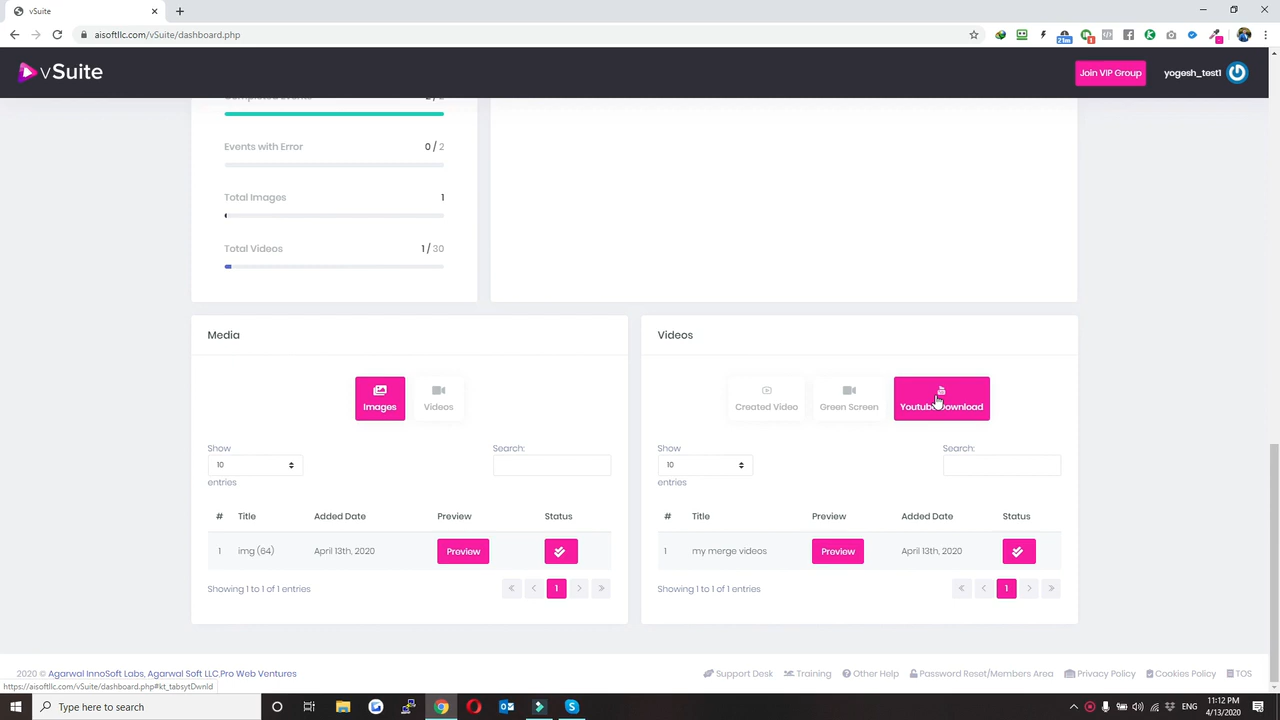 vSuite
aisoftllc.com/vSuite/dashboard.php
21m
vSuite
Join VIP Group
yogesh_test1
Completed Events
Events with Error
0 / 2
Total Images
1
Total Videos
1 / 30
Media
Videos
Images
Videos
Created Video
Green Screen
Youtube Download
Show
Search:
10
entries
Show
Search:
10
entries
# Title Added Date Preview Status
1 img (64) April 13th, 2020 Preview
Showing 1 to 1 of 1 entries
« ‹ 1 › »
# Title Preview Added Date Status
1 my merge videos Preview April 13th, 2020
Showing 1 to 1 of 1 entries
« ‹ 1 › »
2020 © Agarwal InnoSoft Labs, Agarwal Soft LLC,Pro Web Ventures
Support Desk Training Other Help Password Reset/Members Area Privacy Policy Cookies Policy TOS
https://aisoftllc.com/vSuite/dashboard.php#kt_tabsytDwnld
Type here to search
11:12 PM
4/13/2020